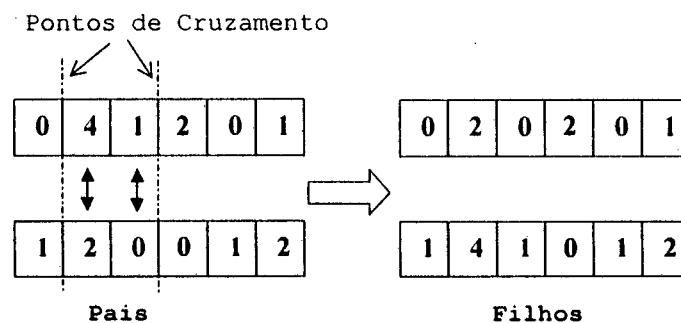 Pontos de Cruzamento
0 4 1 2 0 1
0 2 0 2 0 1
1 2 0 0 1 2
1 4 1 0 1 2
Pais
Filhos